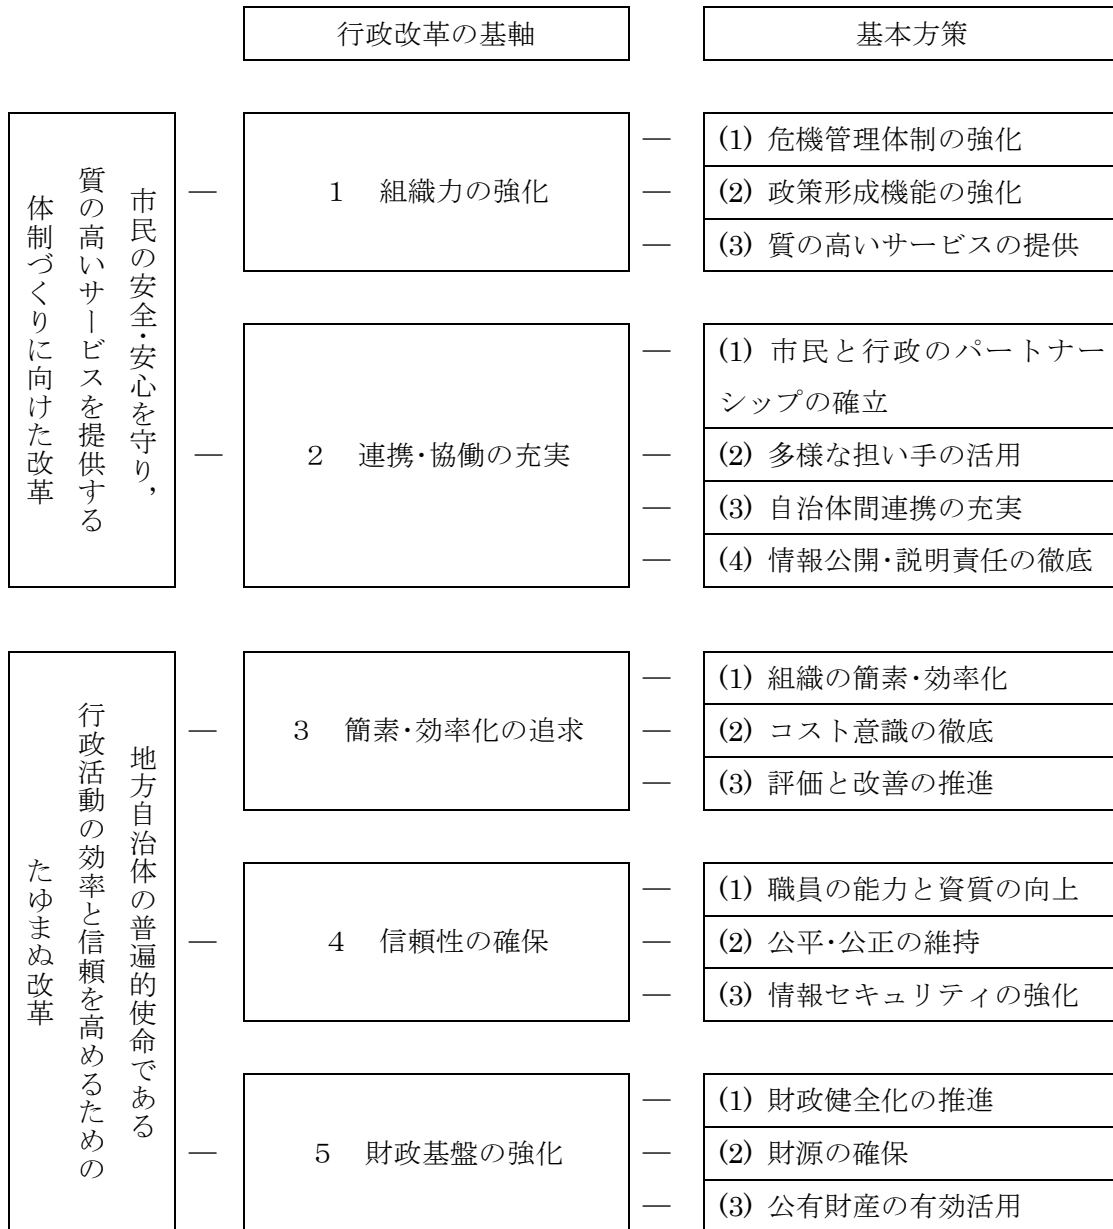 行政改革の基軸
基本方策
市民の安全・安心を守り，
質の高いサービスを提供する
体制づくりに向けた改革
― １　組織力の強化
― (1) 危機管理体制の強化
― (2) 政策形成機能の強化
― (3) 質の高いサービスの提供
― ２　連携・協働の充実
― (1) 市民と行政のパートナー
シップの確立
― (2) 多様な担い手の活用
― (3) 自治体間連携の充実
― (4) 情報公開・説明責任の徹底
地方自治体の普遍的使命である
行政活動の効率と信頼を高めるための
たゆまぬ改革
― ３　簡素・効率化の追求
― (1) 組織の簡素・効率化
― (2) コスト意識の徹底
― (3) 評価と改善の推進
― ４　信頼性の確保
― (1) 職員の能力と資質の向上
― (2) 公平・公正の維持
― (3) 情報セキュリティの強化
― ５　財政基盤の強化
― (1) 財政健全化の推進
― (2) 財源の確保
― (3) 公有財産の有効活用